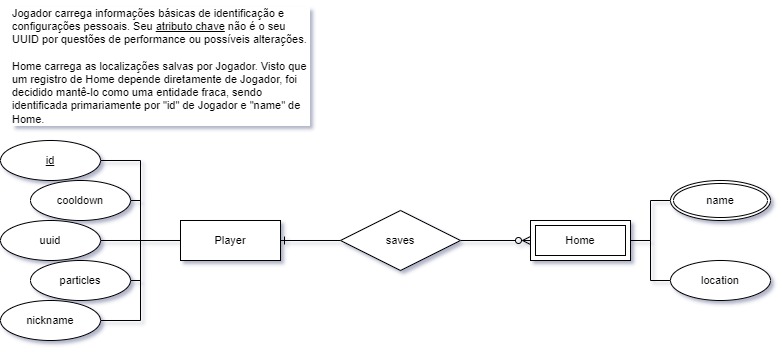 Jogador carrega informações básicas de identificação e
configurações pessoais. Seu atributo chave não é o seu
UUID por questões de performance ou possíveis alterações.
Home carrega as localizações salvas por Jogador. Visto que
um registro de Home depende diretamente de Jogador, foi
decidido mantê-lo como uma entidade fraca, sendo
identificada primariamente por "id" de Jogador e "name" de
Home.
id
cooldown
uuid
particles
nickname
Player
saves
Home
name
location